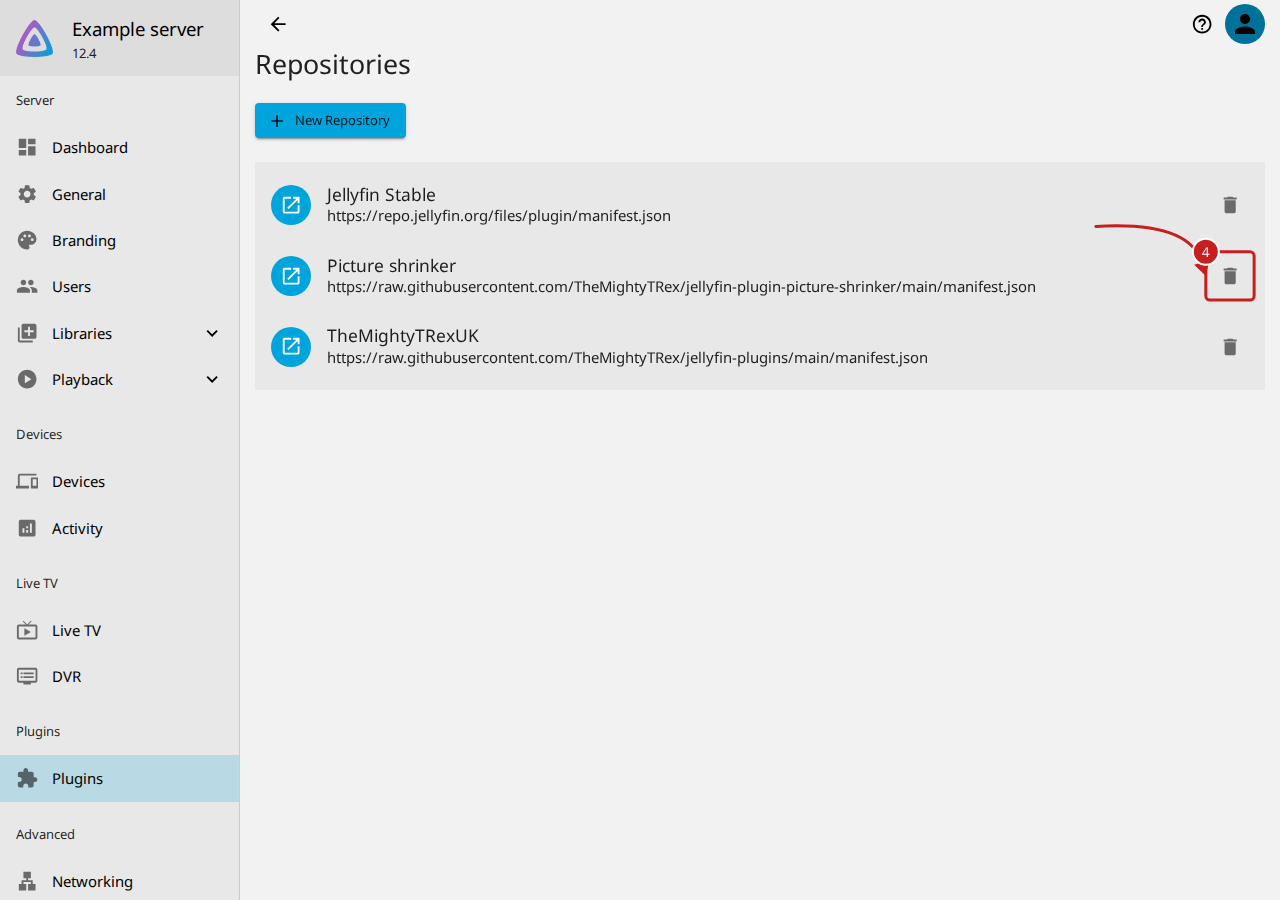 Example server
12.4
Server
Dashboard
General
Branding
Users
Libraries
Playback
Devices
Devices
Activity
Live TV
Live TV
DVR
Plugins
Plugins
Advanced
Networking
Repositories
New Repository
Jellyfin Stable
https://repo.jellyfin.org/files/plugin/manifest.json
Picture shrinker
https://raw.githubusercontent.com/TheMightyTRex/jellyfin-plugin-picture-shrinker/main/manifest.json
4
TheMightyTRexUK
https://raw.githubusercontent.com/TheMightyTRex/jellyfin-plugins/main/manifest.json